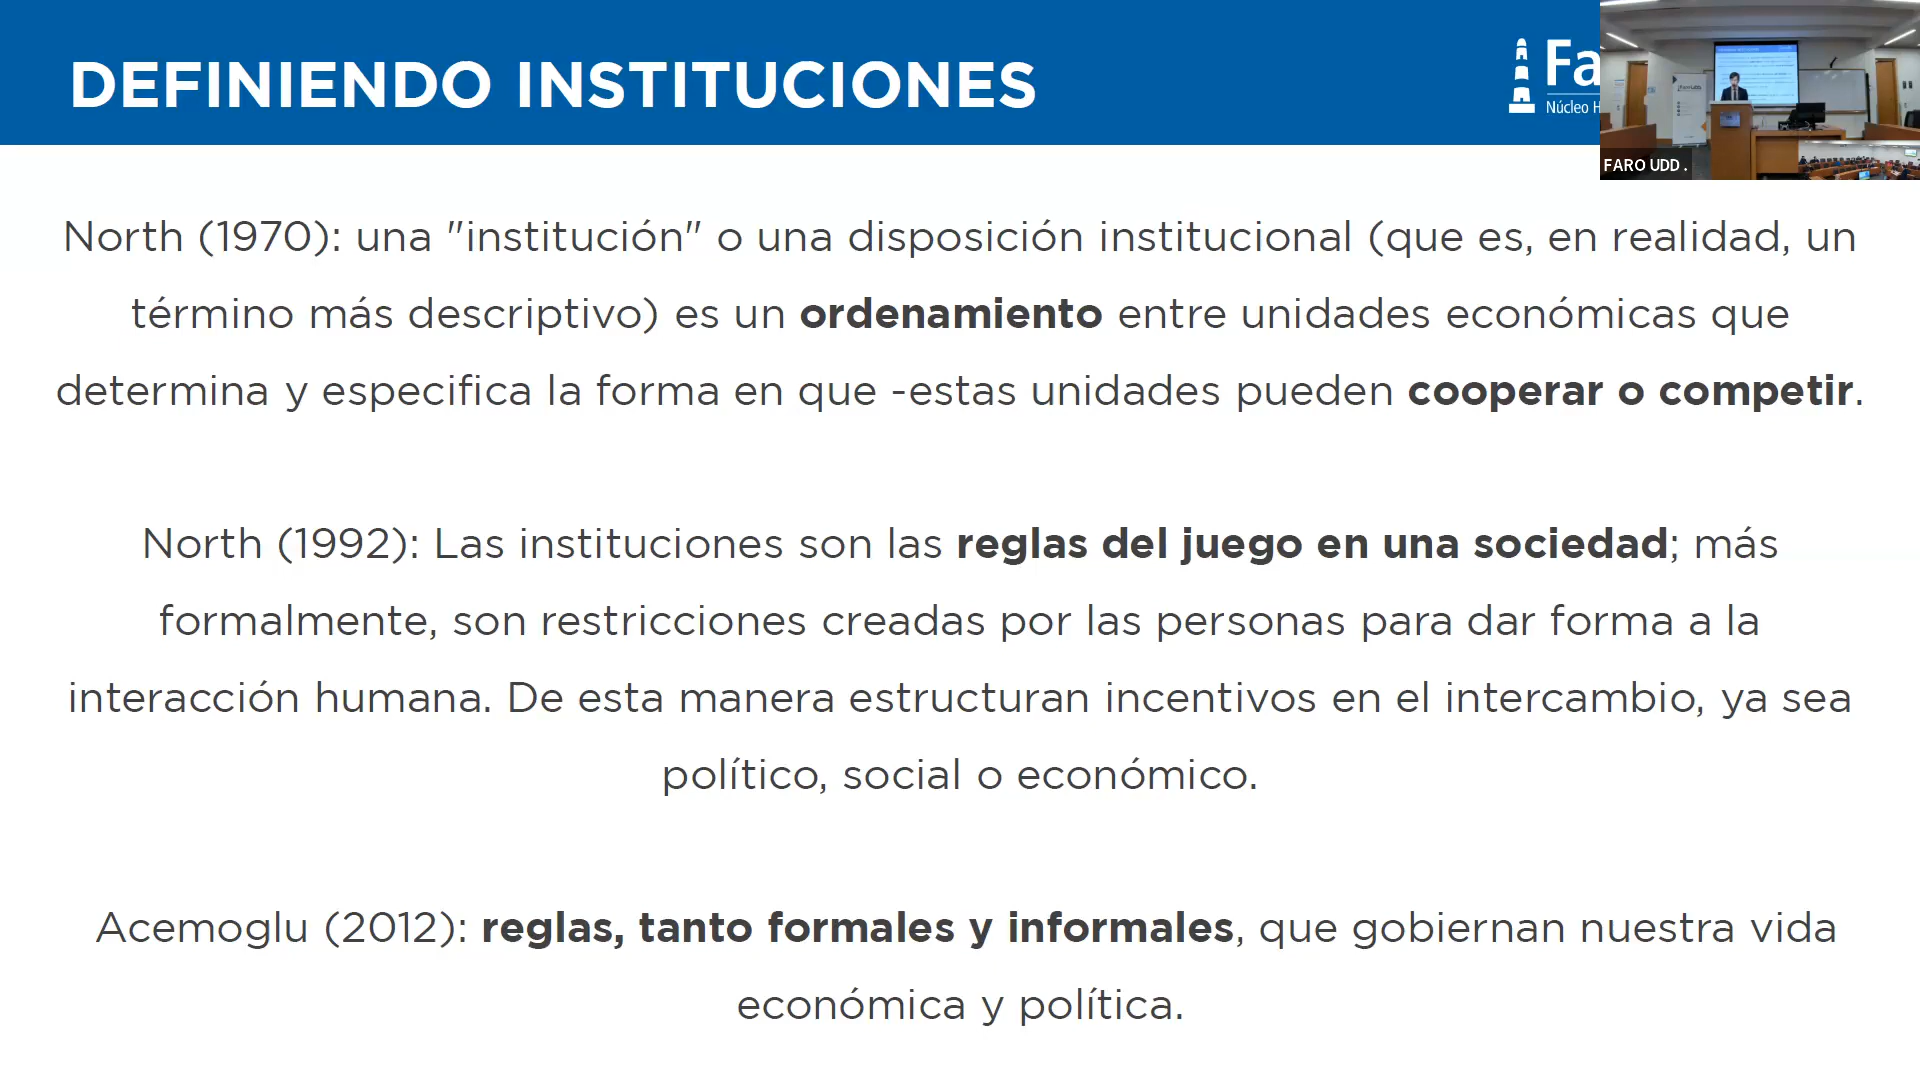 DEFINIENDO INSTITUCIONES
Fa
Núcleo H
FARO UDD .
North (1970): una "institución" o una disposición institucional (que es, en realidad, un
término más descriptivo) es un ordenamiento entre unidades económicas que
determina y especifica la forma en que -estas unidades pueden cooperar o competir.
North (1992): Las instituciones son las reglas del juego en una sociedad; más
formalmente, son restricciones creadas por las personas para dar forma a la
interacción humana. De esta manera estructuran incentivos en el intercambio, ya sea
político, social o económico.
Acemoglu (2012): reglas, tanto formales y informales, que gobiernan nuestra vida
económica y política.